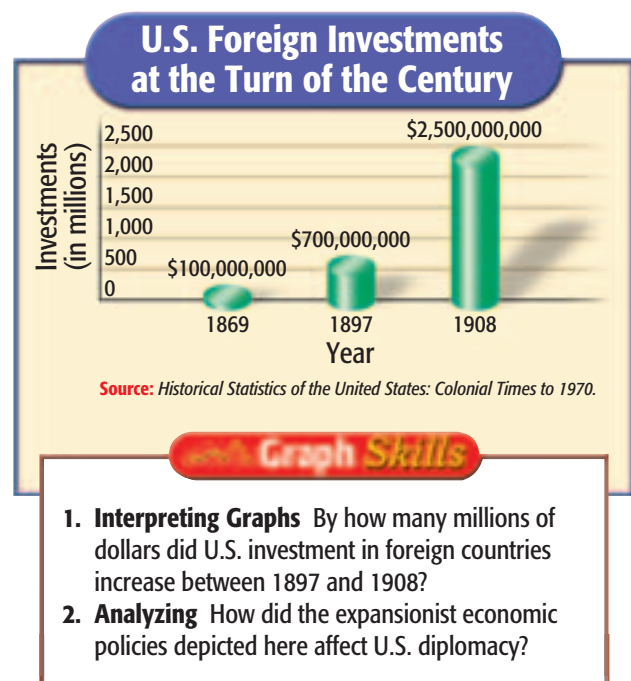 U.S. Foreign Investments
at the Turn of the Century
Investments
(in millions)
2,500
2,000
1,500
1,000
500
0
$100,000,000
$700,000,000
$2,500,000,000
1869
1897
1908
Year
Source: Historical Statistics of the United States: Colonial Times to 1970.
Graph Skills
1. Interpreting Graphs By how many millions of
dollars did U.S. investment in foreign countries
increase between 1897 and 1908?
2. Analyzing How did the expansionist economic
policies depicted here affect U.S. diplomacy?